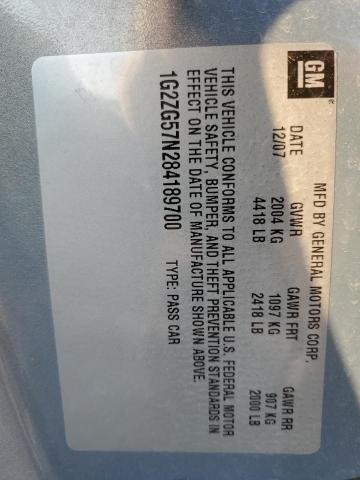 GM
MFD BY GENERAL MOTORS CORP.
DATE GVWR GAWR FRT GAWR RR
12/07 2004 KG 1097 KG 907 KG
4418 LB 2418 LB 2000 LB
THIS VEHICLE CONFORMS TO ALL APPLICABLE U.S. FEDERAL MOTOR
VEHICLE SAFETY, BUMPER, AND THEFT PREVENTION STANDARDS IN
EFFECT ON THE DATE OF MANUFACTURE SHOWN ABOVE.
1G2ZG57N284189700 TYPE: PASS CAR